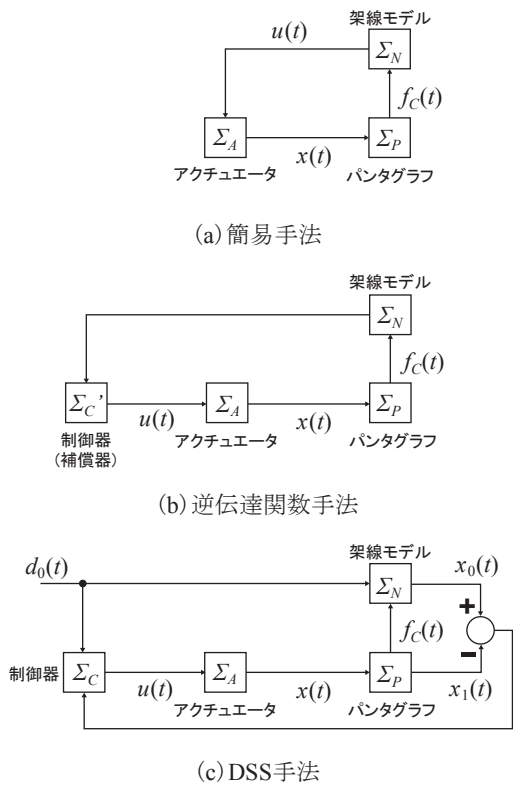 架線モデル
u(t)
Σ_N
f_C(t)
Σ_A
x(t)
Σ_P
アクチュエータ
パンタグラフ
(a)簡易手法
架線モデル
Σ_N
f_C(t)
Σ_C’
u(t)
Σ_A
x(t)
Σ_P
制御器
(補償器)
アクチュエータ
パンタグラフ
(b)逆伝達関数手法
架線モデル
d_0(t)
Σ_N
x_0(t)
+
f_C(t)
−
制御器
Σ_C
u(t)
Σ_A
x(t)
Σ_P
x_1(t)
アクチュエータ
パンタグラフ
(c)DSS手法